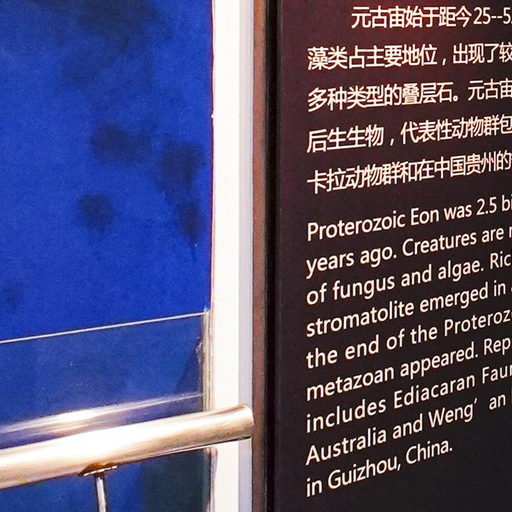 元古宙始于距今25--5
藻类占主要地位，出现了较
多种类型的叠层石。元古宙
后生生物，代表性动物群包
卡拉动物群和在中国贵州的
Proterozoic Eon was 2.5 bi
years ago. Creatures are
of fungus and algae. Ric
stromatolite emerged in
the end of the Proteroz
metazoan appeared. Rep
includes Ediacaran Faun
Australia and Weng' an
in Guizhou, China.